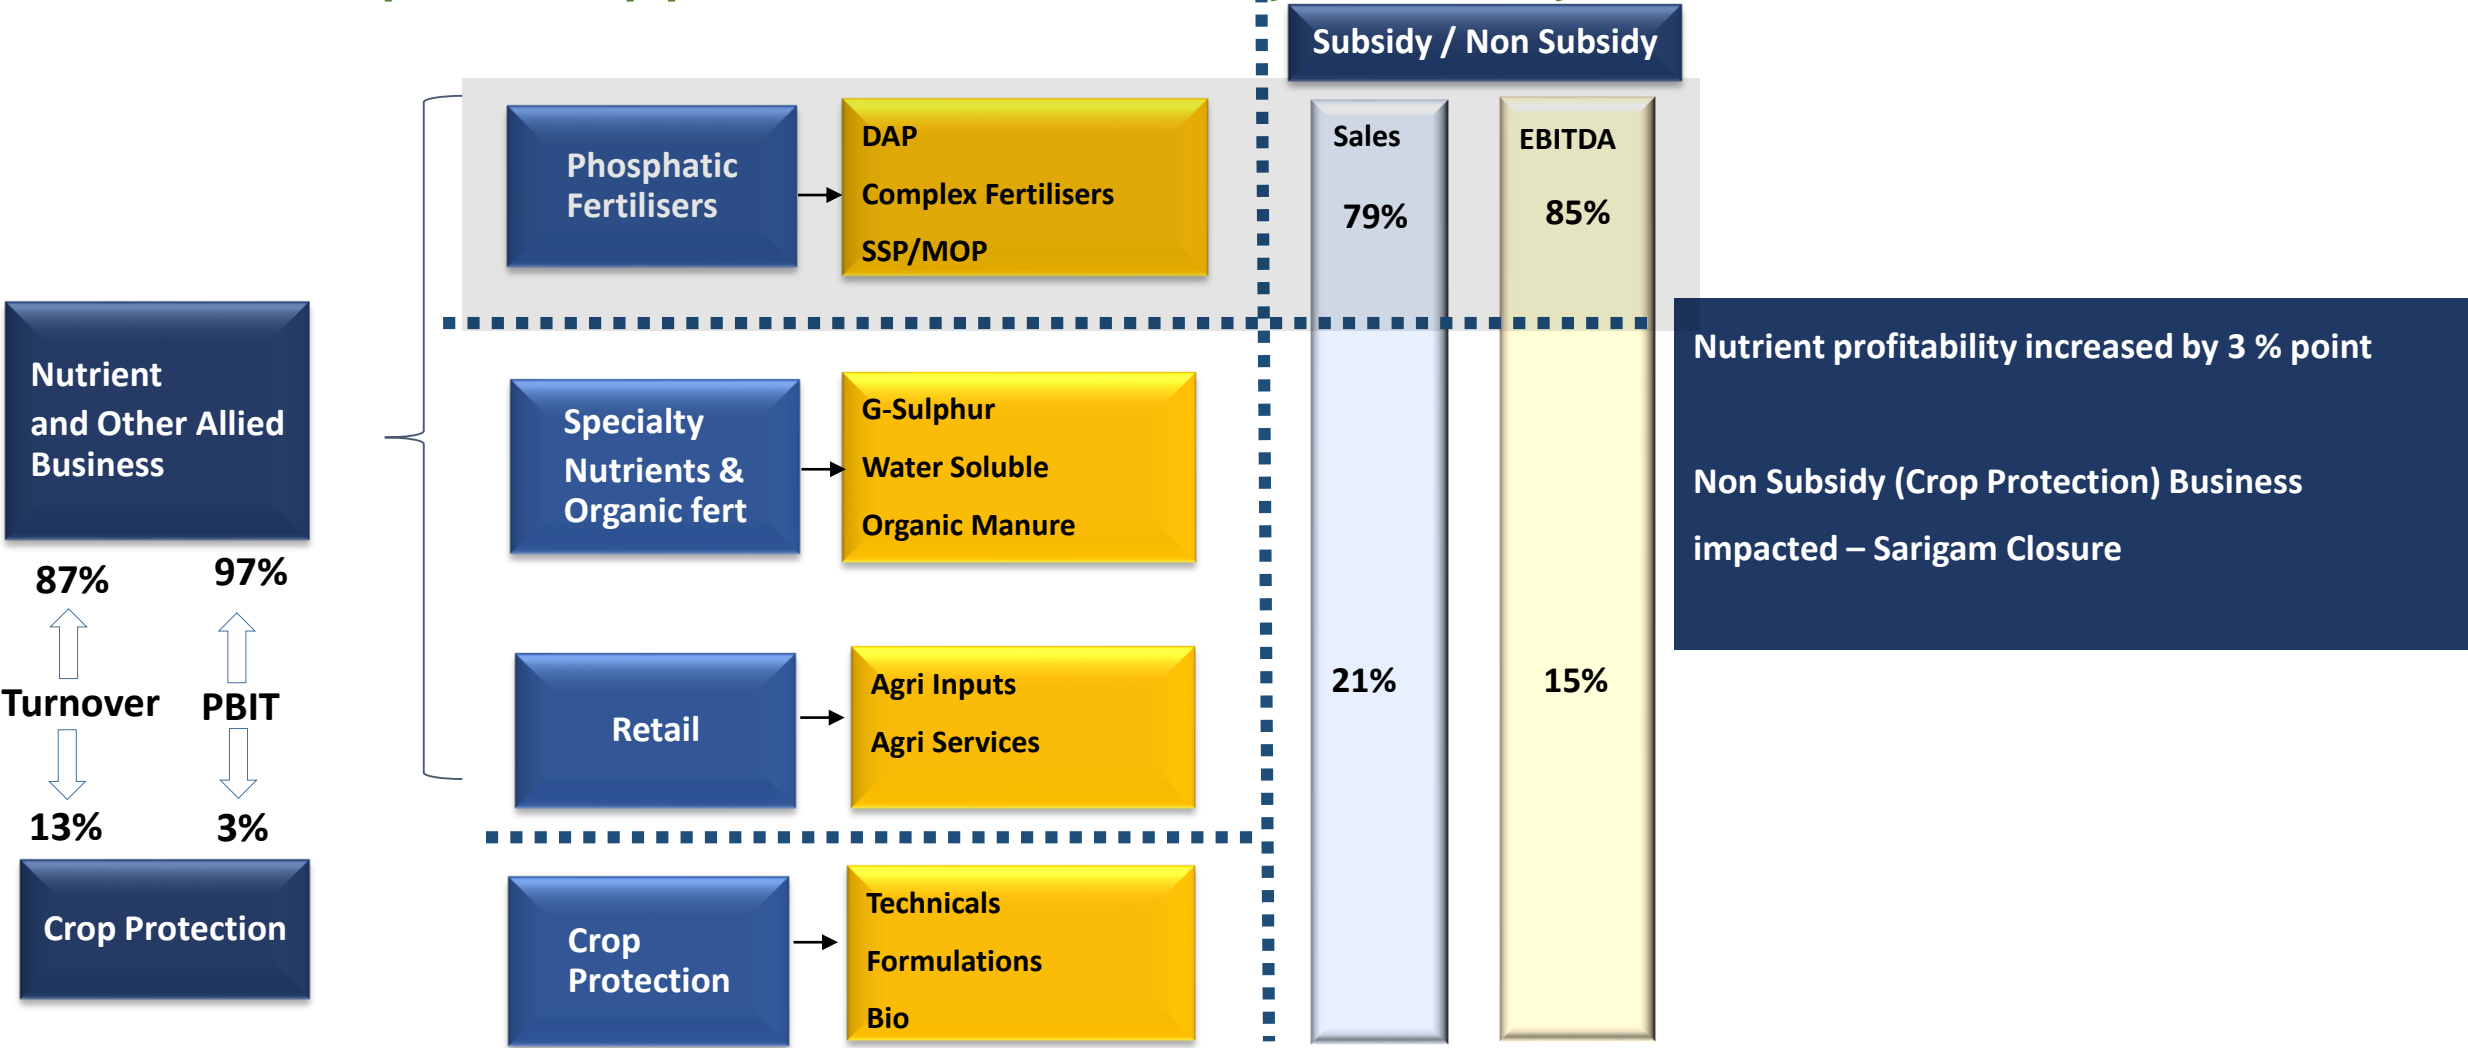 Subsidy / Non Subsidy
Phosphatic
Fertilisers
DAP
Complex Fertilisers
SSP/MOP
Sales
79%
EBITDA
85%
Nutrient
and Other Allied
Business
87%
97%
Turnover
PBIT
13%
3%
Crop Protection
Specialty
Nutrients &
Organic fert
G-Sulphur
Water Soluble
Organic Manure
Retail
Agri Inputs
Agri Services
Crop
Protection
Technicals
Formulations
Bio
21%
15%
Nutrient profitability increased by 3 % point
Non Subsidy (Crop Protection) Business
impacted – Sarigam Closure